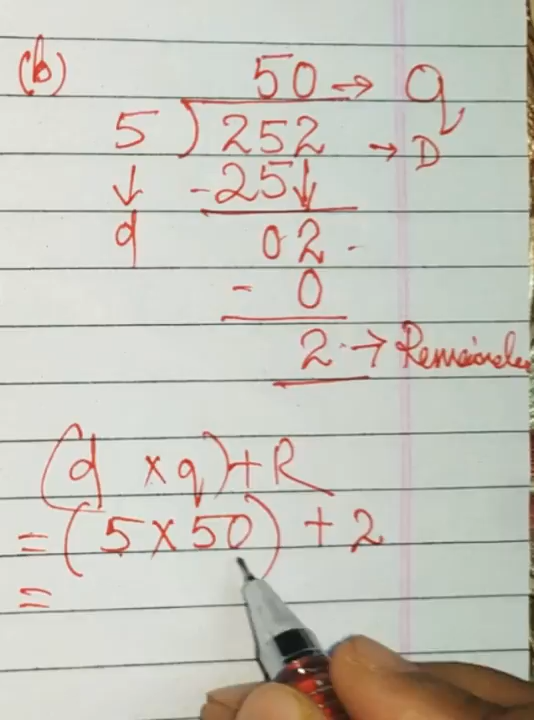 (b) 50 → q
5 ) 252 → D
↓ -25↓
d 02
- 0
2 → Remainder
(d × q) + R
= (5 × 50) + 2
=